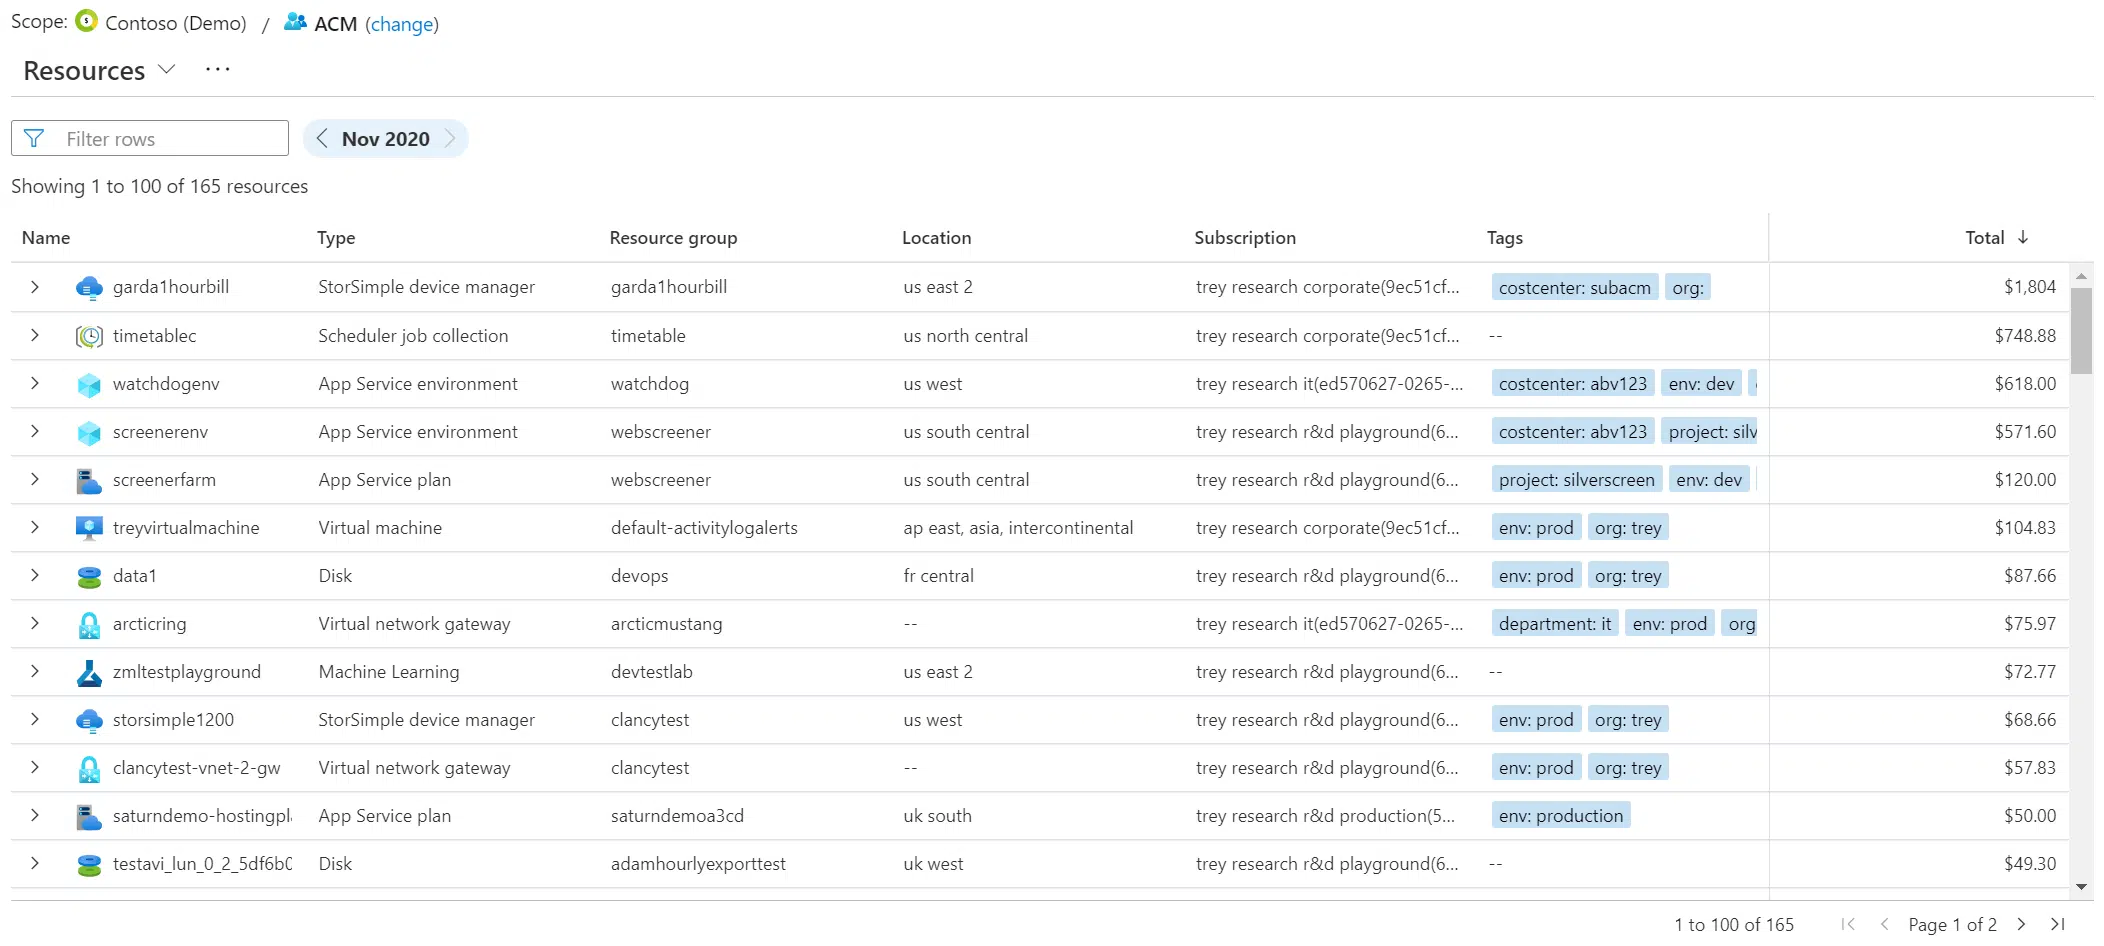 Scope: Contoso (Demo) / ACM (change)
Resources ...
Filter rows < Nov 2020 >
Showing 1 to 100 of 165 resources
Name Type Resource group Location Subscription Tags Total ↓
garda1hourbill StorSimple device manager garda1hourbill us east 2 trey research corporate(9ec51cf... costcenter: subacm org: $1,804
timetablec Scheduler job collection timetable us north central trey research corporate(9ec51cf... -- $748.88
watchdogenv App Service environment watchdog us west trey research it(ed570627-0265-... costcenter: abv123 env: dev $618.00
screenerenv App Service environment webscreener us south central trey research r&d playground(6... costcenter: abv123 project: silv $571.60
screenerfarm App Service plan webscreener us south central trey research r&d playground(6... project: silverscreen env: dev $120.00
treyvirtualmachine Virtual machine default-activitylogalerts ap east, asia, intercontinental trey research corporate(9ec51cf... env: prod org: trey $104.83
data1 Disk devops fr central trey research r&d playground(6... env: prod org: trey $87.66
arcticring Virtual network gateway arcticmustang -- trey research it(ed570627-0265-... department: it env: prod org $75.97
zmltestplayground Machine Learning devtestlab us east 2 trey research r&d playground(6... -- $72.77
storsimple1200 StorSimple device manager clancytest us west trey research r&d playground(6... env: prod org: trey $68.66
clancytest-vnet-2-gw Virtual network gateway clancytest -- trey research r&d playground(6... env: prod org: trey $57.83
saturndemo-hostingpl App Service plan saturndemoa3cd uk south trey research r&d production(5... env: production $50.00
testavi_lun_0_2_5df6b0 Disk adamhourlyexporttest uk west trey research r&d playground(6... -- $49.30
1 to 100 of 165 Page 1 of 2